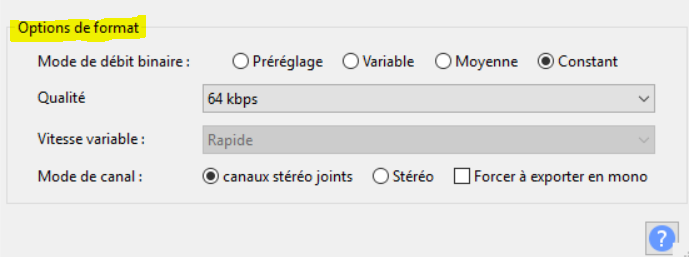 Options de format
Mode de débit binaire : Préréglage Variable Moyenne Constant
Qualité 64 kbps
Vitesse variable : Rapide
Mode de canal : canaux stéréo joints Stéréo Forcer à exporter en mono
?